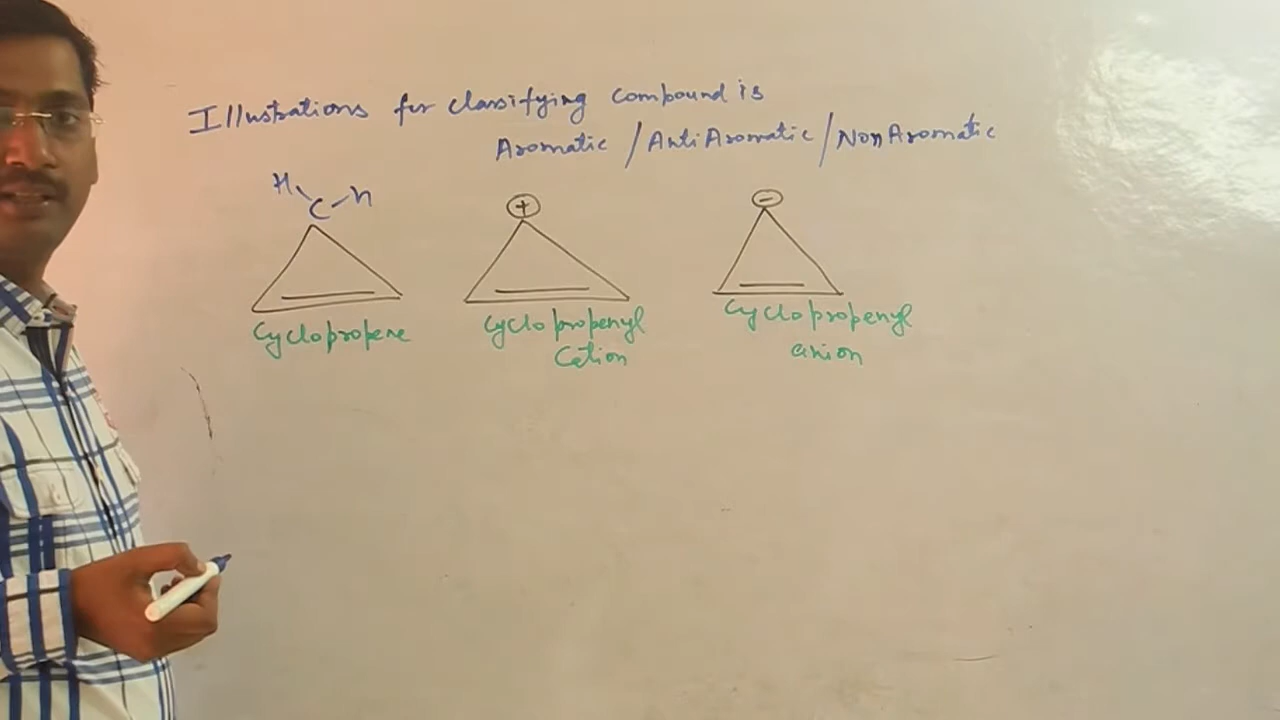 Illustrations for classifying compound is
Aromatic / AntiAromatic / NonAromatic
H C H
+
-
Cyclopropene
Cyclopropenyl
Cation
Cyclopropenyl
anion